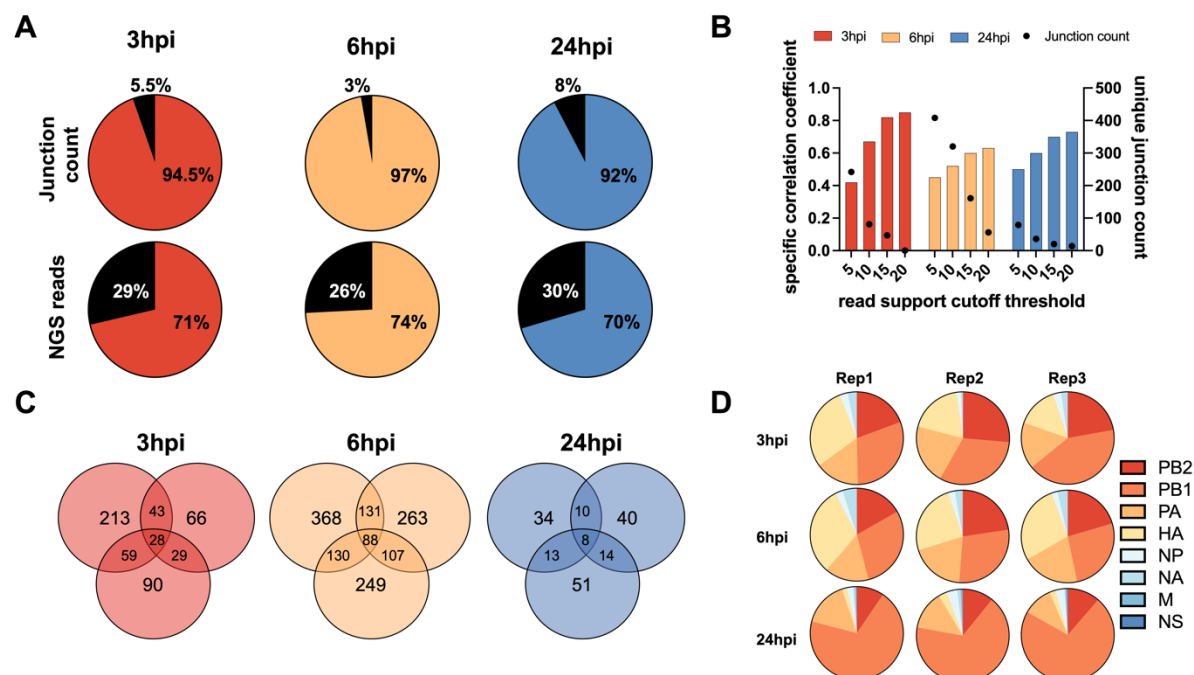 A
3hpi
6hpi
24hpi
5.5%
3%
8%
Junction count
94.5%
97%
92%
NGS reads
29%
26%
30%
71%
74%
70%
B
3hpi 6hpi 24hpi Junction count
specific correlation coefficient
1.0
0.8
0.6
0.4
0.2
0.0
500
400
300
200
100
0
unique junction count
5 10 15 20 5 10 15 20 5 10 15 20
read support cutoff threshold
C
3hpi
6hpi
24hpi
213 43 66
28
59 29
90
368 131 263
88
130 107
249
34 10 40
8
13 14
51
D
Rep1 Rep2 Rep3
3hpi
6hpi
24hpi
PB2
PB1
PA
HA
NP
NA
M
NS